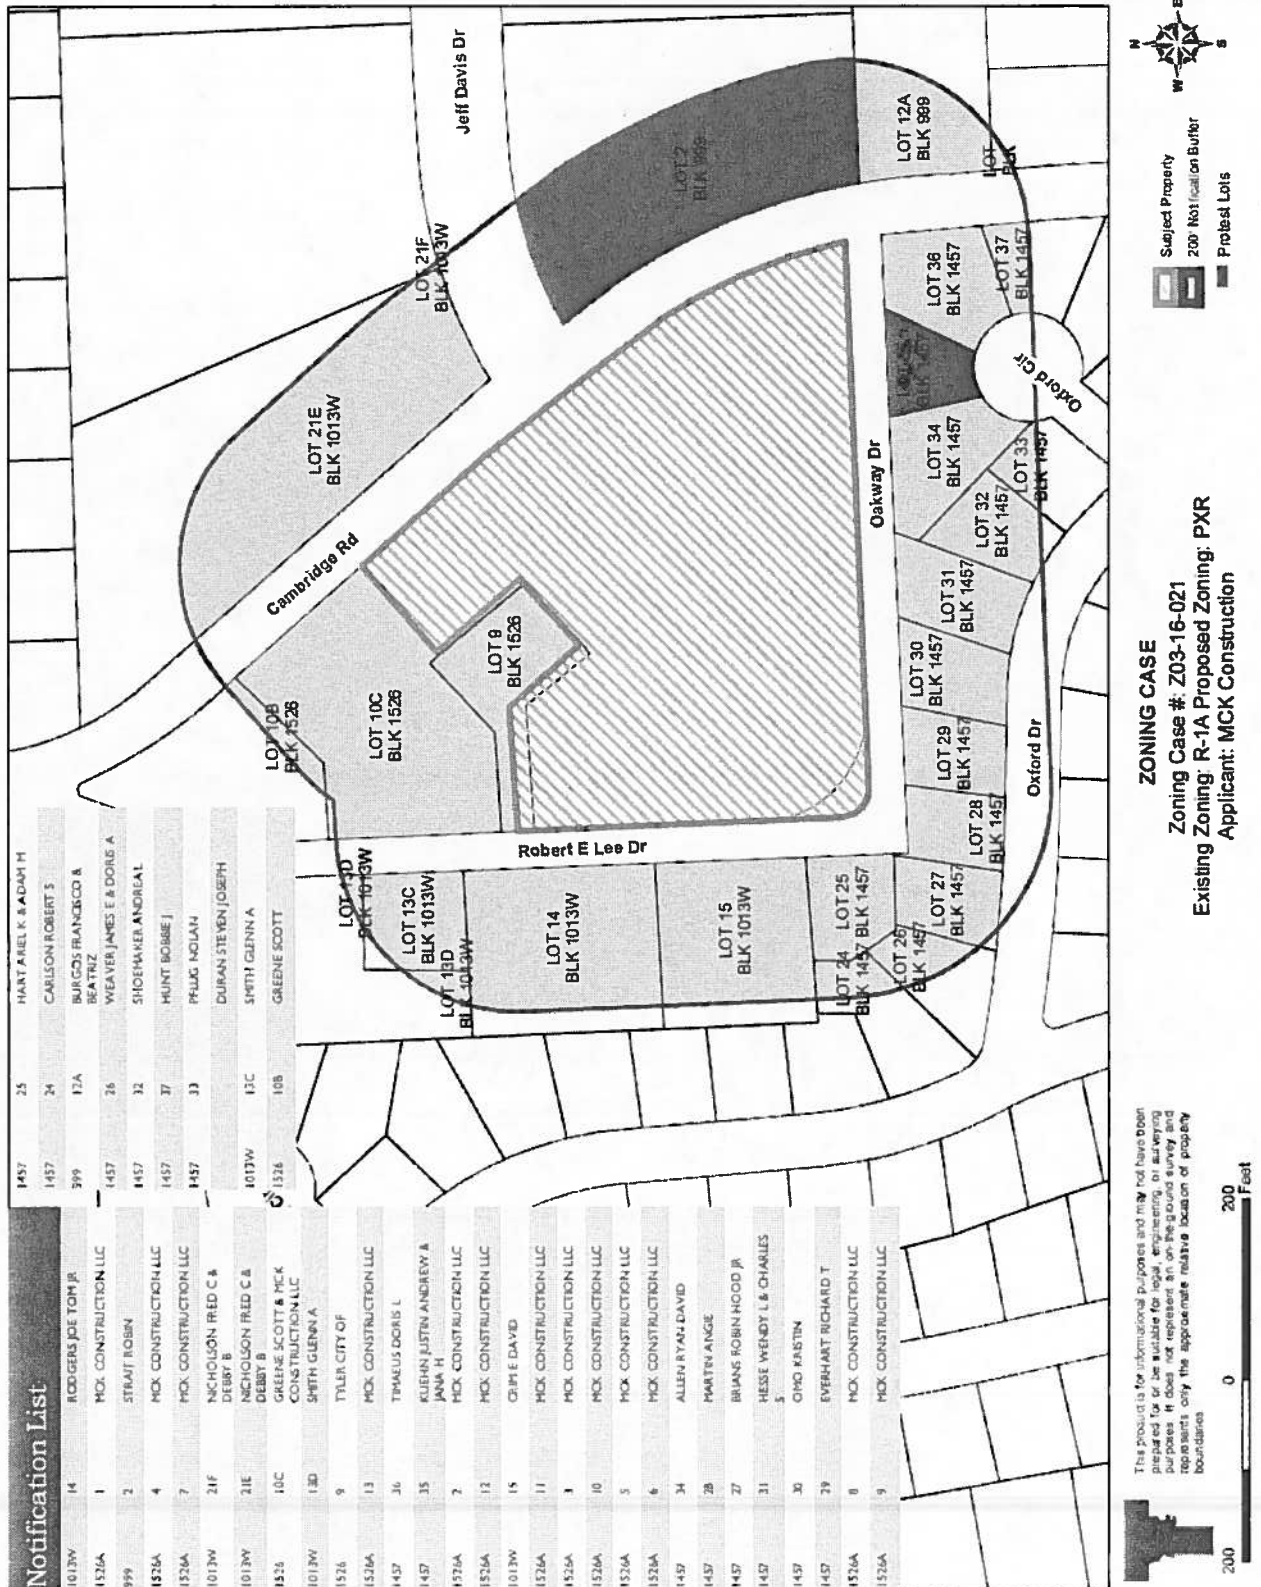 Notification List
1013W 14 RODGERS JOE TOM JR
1526A 1 MCK CONSTRUCTION LLC
999 2 STRAIT ROBIN
1526A 4 MCK CONSTRUCTION LLC
1526A 7 MCK CONSTRUCTION LLC
1013W 21F NICHOLSON FRED C &
DEBBY B
1013W 21E NICHOLSON FRED C &
DEBBY B
1526 10C GREENE SCOTT & MCK
CONSTRUCTION LLC
1013W 13D SMITH GLENN A
1526 9 TYLER CITY OF
1526A 13 MCK CONSTRUCTION LLC
1457 36 TIMAEUS DORIS L
1457 35 KUEHN JUSTIN ANDREW &
JANA H
1526A 2 MCK CONSTRUCTION LLC
1526A 12 MCK CONSTRUCTION LLC
1013W 15 CRIM E DAVID
1526A 11 MCK CONSTRUCTION LLC
1526A 3 MCK CONSTRUCTION LLC
1526A 10 MCK CONSTRUCTION LLC
1526A 5 MCK CONSTRUCTION LLC
1526A 6 MCK CONSTRUCTION LLC
1457 34 ALLEN RYAN DAVID
1457 28 MARTIN ANGIE
1457 27 BRIANS ROBIN HOOD JR
1457 31 HESSE WENDY L & CHARLES
S
1457 30 OMO KRISTIN
1457 29 EVERHART RICHARD T
1526A 8 MCK CONSTRUCTION LLC
1526A 9 MCK CONSTRUCTION LLC
1457 25 HART ARIEL K & ADAM M
1457 24 CARLSON ROBERT S
999 12A BURGOS FRANCISCO &
BEATRIZ
1457 26 WEAVER JAMES E & DORIS A
1457 32 SHOEMAKER ANDREA L
1457 37 HUNT BOBBE J
1457 33 PFLUG NOLAN
DURAN STEVEN JOSEPH
1013W 13C SMITH GLENN A
1526 10B GREENE SCOTT
Jeff Davis Dr
LOT 21F
BLK 1013W
LOT 2
BLK 999
LOT 12A
BLK 999
LOT
BLK
LOT 21E
BLK 1013W
Cambridge Rd
LOT 10B
BLK 1526
LOT 10C
BLK 1526
LOT 9
BLK 1526
Robert E Lee Dr
Oakway Dr
LOT 13D
BLK 1013W
LOT 13C
BLK 1013W
LOT 13D
BLK 1013W
LOT 14
BLK 1013W
LOT 15
BLK 1013W
LOT 25
BLK 1457
LOT 24
BLK 1457
LOT 26
BLK 1457
LOT 27
BLK 1457
LOT 28
BLK 1457
LOT 29
BLK 1457
LOT 30
BLK 1457
LOT 31
BLK 1457
LOT 32
BLK 1457
LOT 33
BLK 1457
LOT 34
BLK 1457
LOT 36
BLK 1457
LOT 37
BLK 1457
Oxford Cir
Oxford Dr
This product is for informational purposes and may not have been
prepared for or be suitable for legal, engineering, or surveying
purposes. It does not represent an on-the-ground survey and
represents only the approximate relative location of property
boundaries
200 0 200
Feet
ZONING CASE
Zoning Case #: Z03-16-021
Existing Zoning: R-1A Proposed Zoning: PXR
Applicant: MCK Construction
Subject Property
200' Notification Buffer
Protest Lots
N
W E
S